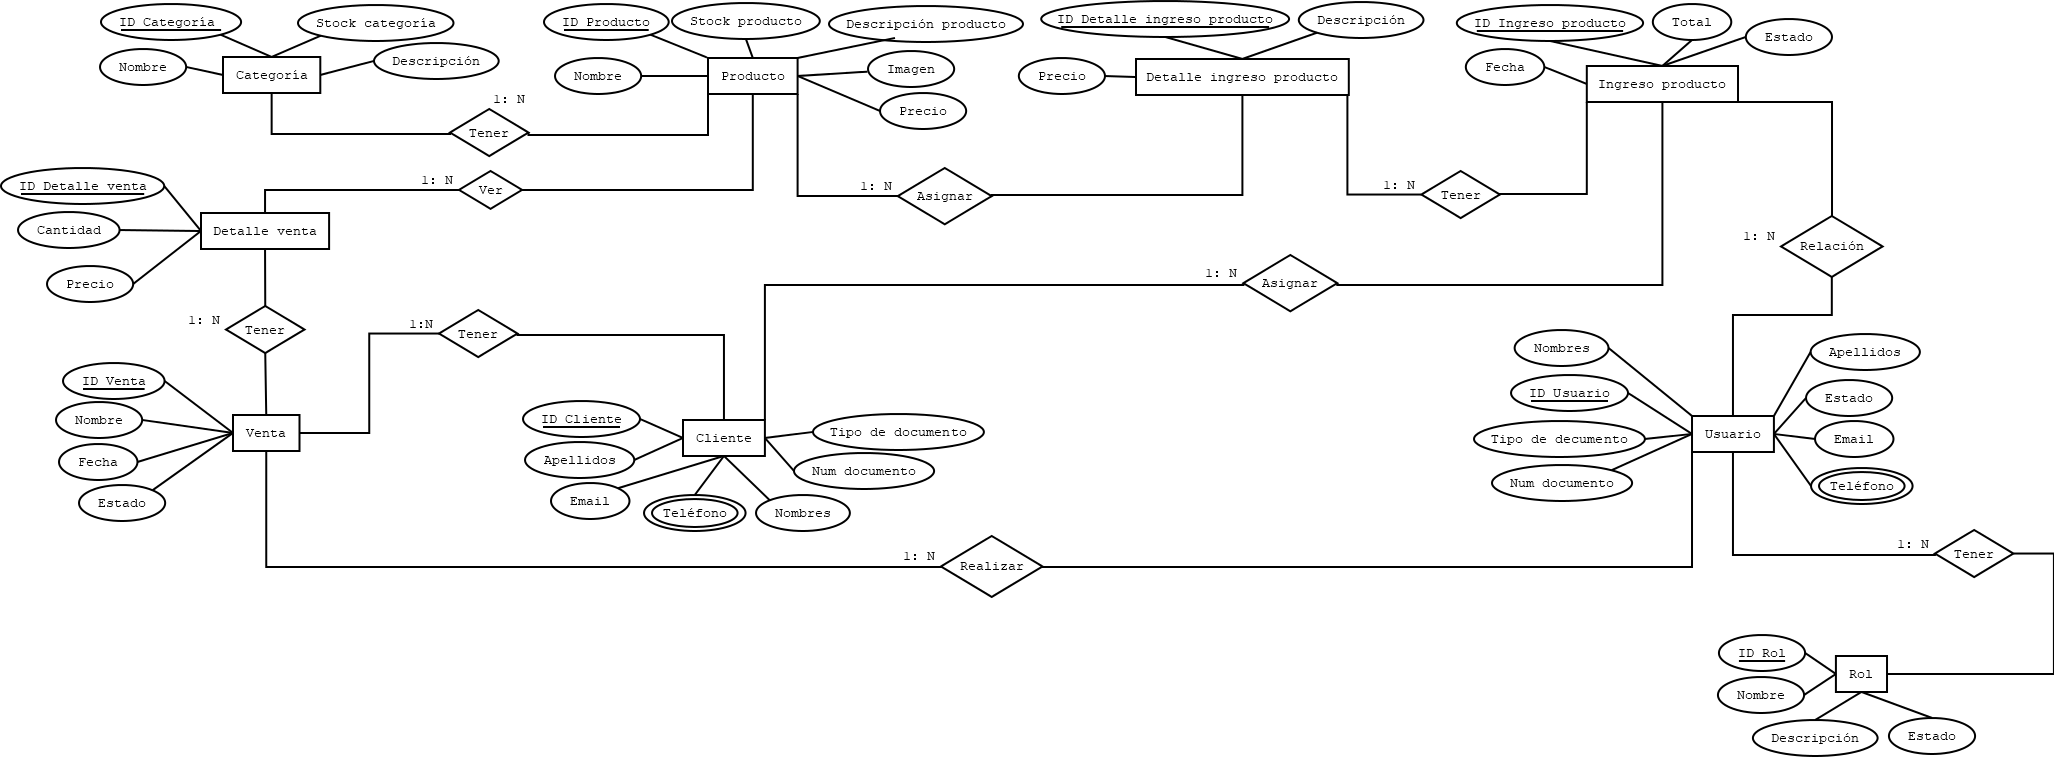 ID Categoría
Stock categoría
Nombre
Descripción
Categoría
ID Producto
Stock producto
Descripción producto
Nombre
Producto
Imagen
Precio
ID Detalle ingreso producto
Descripción
Precio
Detalle ingreso producto
ID Ingreso producto
Total
Estado
Fecha
Ingreso producto
1: N
Tener
1: N
Ver
1: N
Asignar
1: N
Tener
ID Detalle venta
Cantidad
Detalle venta
Precio
1: N
Relación
1: N
Asignar
1: N
Tener
1:N
Tener
ID Venta
Nombre
Venta
Fecha
Estado
ID Cliente
Cliente
Tipo de documento
Apellidos
Num documento
Email
Teléfono
Nombres
Nombres
Apellidos
ID Usuario
Estado
Usuario
Tipo de decumento
Email
Num documento
Teléfono
1: N
Realizar
1: N
Tener
ID Rol
Rol
Nombre
Descripción
Estado